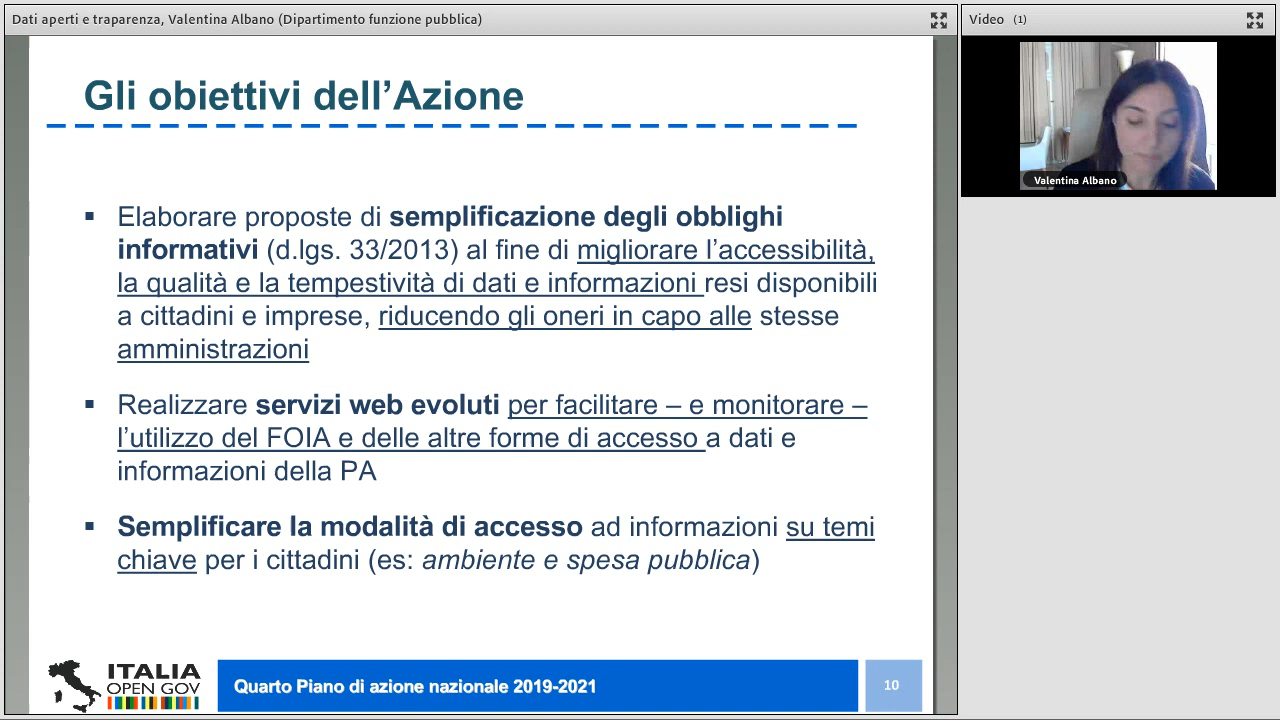 Dati aperti e traparenza, Valentina Albano (Dipartimento funzione pubblica)
Video (1)
Valentina Albano
Gli obiettivi dell’Azione
▪ Elaborare proposte di semplificazione degli obblighi
informativi (d.lgs. 33/2013) al fine di migliorare l’accessibilità,
la qualità e la tempestività di dati e informazioni resi disponibili
a cittadini e imprese, riducendo gli oneri in capo alle stesse
amministrazioni
▪ Realizzare servizi web evoluti per facilitare – e monitorare –
l’utilizzo del FOIA e delle altre forme di accesso a dati e
informazioni della PA
▪ Semplificare la modalità di accesso ad informazioni su temi
chiave per i cittadini (es: ambiente e spesa pubblica)
ITALIA
OPEN GOV
Quarto Piano di azione nazionale 2019-2021
10